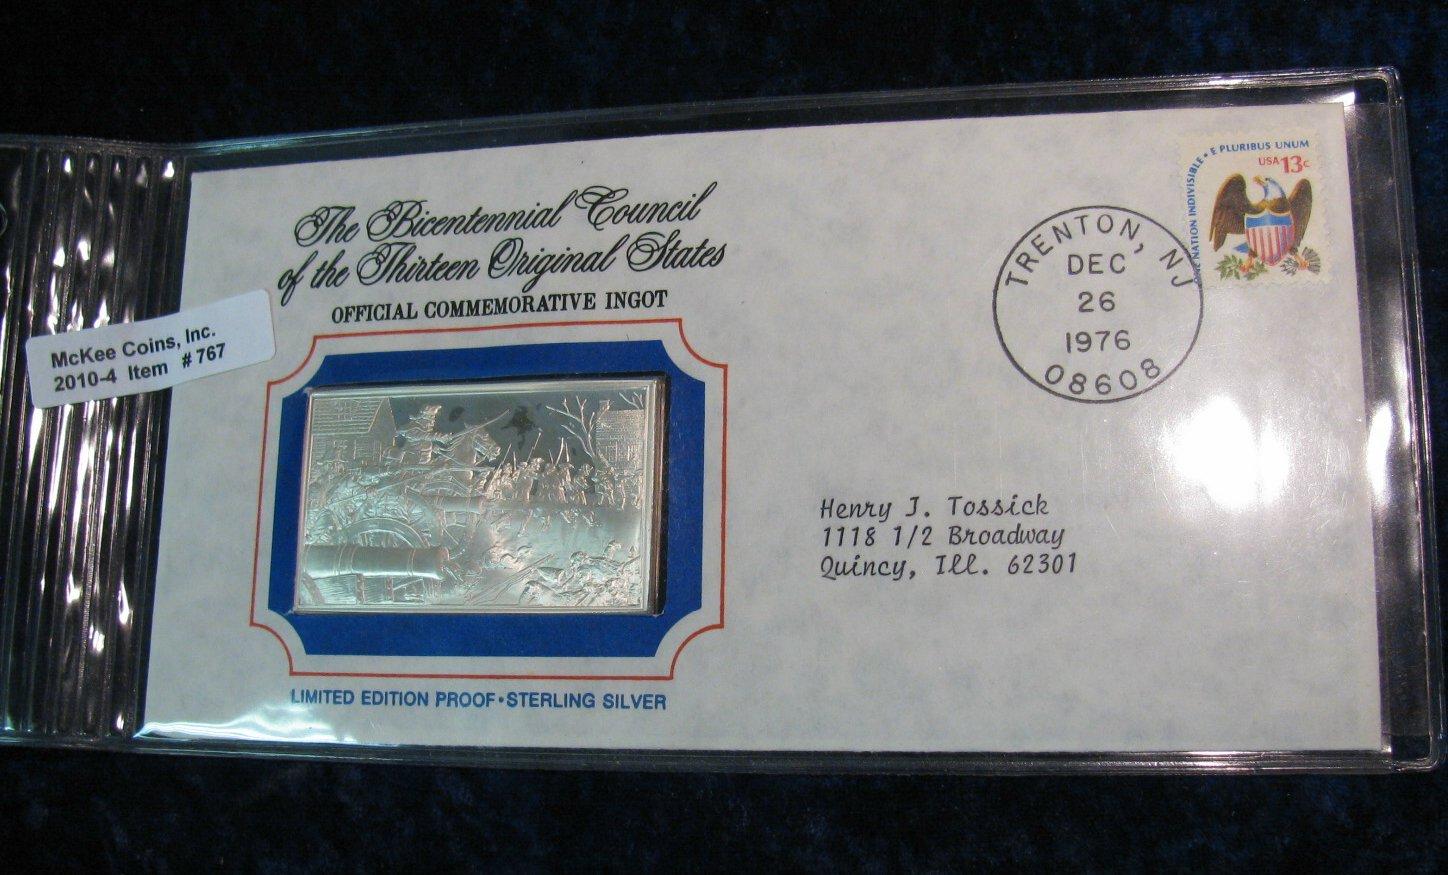 The Bicentennial Council
of the Thirteen Original States
OFFICIAL COMMEMORATIVE INGOT
McKee Coins, Inc.
2010-4 Item # 767
LIMITED EDITION PROOF • STERLING SILVER
TRENTON, NJ
DEC
26
1976
08608
ONE NATION INDIVISIBLE • E PLURIBUS UNUM
USA 13c
Henry J. Tossick
1118 1/2 Broadway
Quincy, Ill. 62301